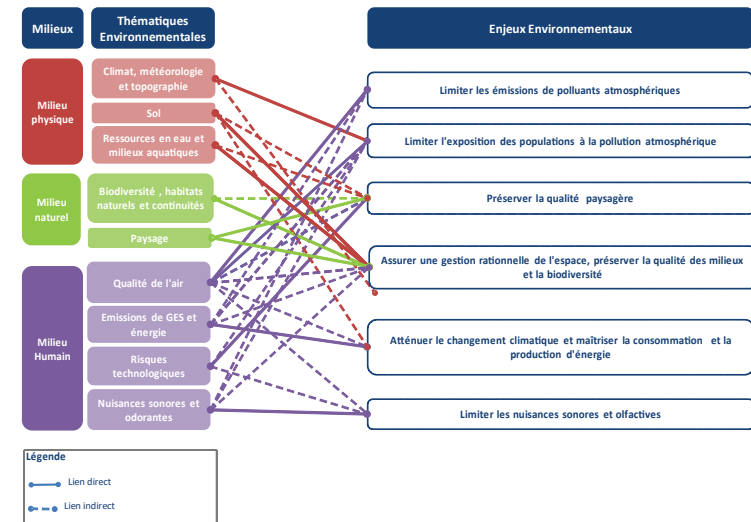 Milieux
Thématiques
Environnementales
Enjeux Environnementaux
Milieu
physique
Climat, météorologie
et topographie
Sol
Ressources en eau et
milieux aquatiques
Milieu
naturel
Biodiversité , habitats
naturels et continuités
Paysage
Milieu
Humain
Qualité de l'air
Emissions de GES et
énergie
Risques
technologiques
Nuisances sonores et
odorantes
Limiter les émissions de polluants atmosphériques
Limiter l'exposition des populations à la pollution atmosphérique
Préserver la qualité paysagère
Assurer une gestion rationnelle de l'espace, préserver la qualité des milieux
et la biodiversité
Atténuer le changement climatique et maîtriser la consommation et la
production d'énergie
Limiter les nuisances sonores et olfactives
Légende
Lien direct
Lien indirect